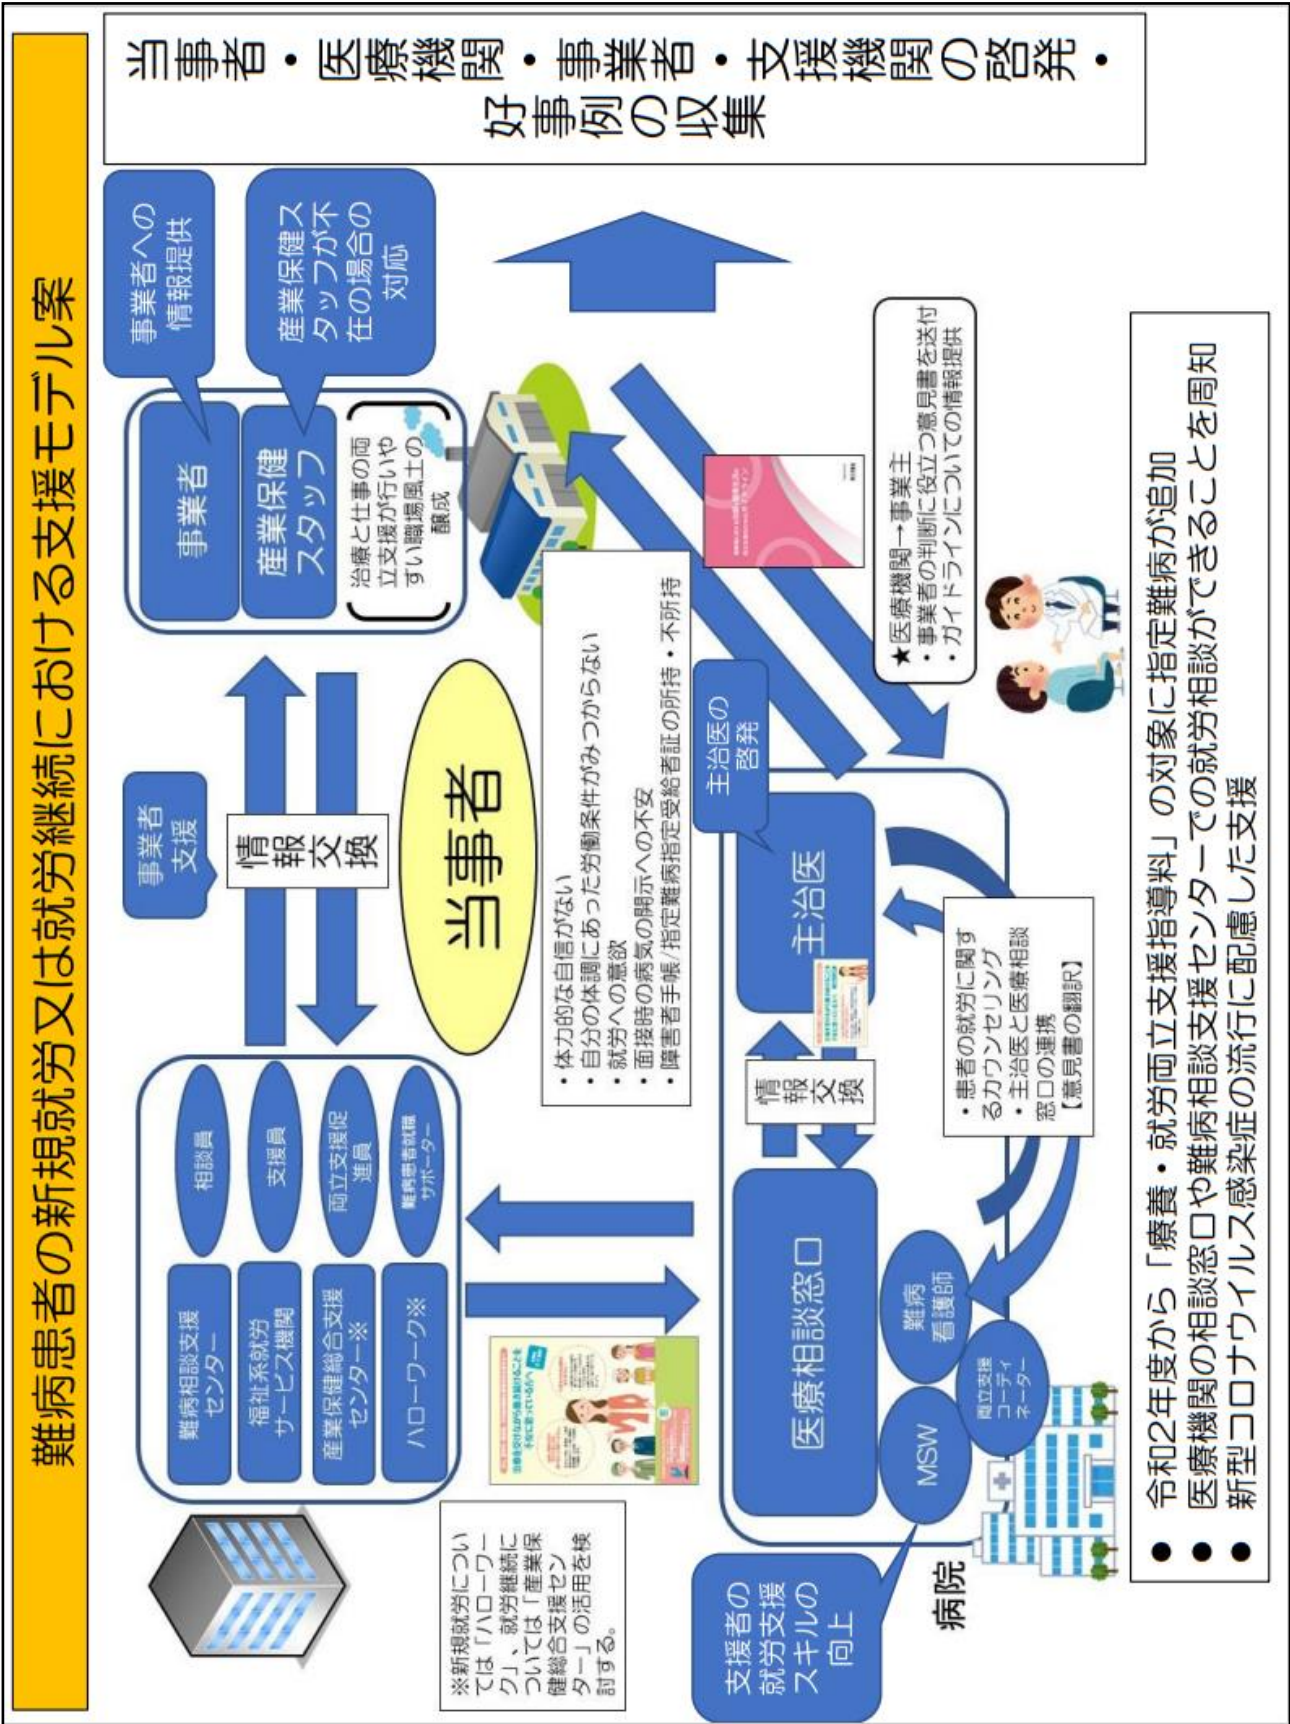 難病患者の新規就労又は就労継続における支援モデル案
難病相談支援
センター
相談員
福祉系就労
サービス機関
支援員
産業保健総合支援
センター※
両立支援促
進員
ハローワーク※
難病患者就職
サポーター
※新規就労につい
ては「ハローワー
ク」、就労継続に
ついては「産業保
健総合支援セン
ター」の活用を検
討する。
事業者
支援
情報
交換
事業者への
情報提供
事業者
産業保健ス
タッフが不
在の場合の
対応
産業保健
スタッフ
治療と仕事の両
立支援が行いや
すい職場風土の
醸成
当事者
・体力的な自信がない
・自分の体調にあった労働条件がみつからない
・就労への意欲
・面接時の病気の開示への不安
・障害者手帳/指定難病指定受給者証の所持・不所持
治療を受けながら働き続けることを
不安に思っている方へ
支援者の
就労支援
スキルの
向上
医療相談窓口
MSW
難病
看護師
両立支援
コーディ
ネーター
病院
情報
交換
主治医
主治医の
啓発
・患者の就労に関す
るカウンセリング
・主治医と医療相談
窓口の連携
【意見書の翻訳】
★医療機関→事業主
・事業者の判断に役立つ意見書を送付
・ガイドラインについての情報提供
当事者・医療機関・事業者・支援機関の啓発・
好事例の収集
● 令和2年度から「療養・就労両立支援指導料」の対象に指定難病が追加
● 医療機関の相談窓口や難病相談支援センターでの就労相談ができることを周知
● 新型コロナウイルス感染症の流行に配慮した支援